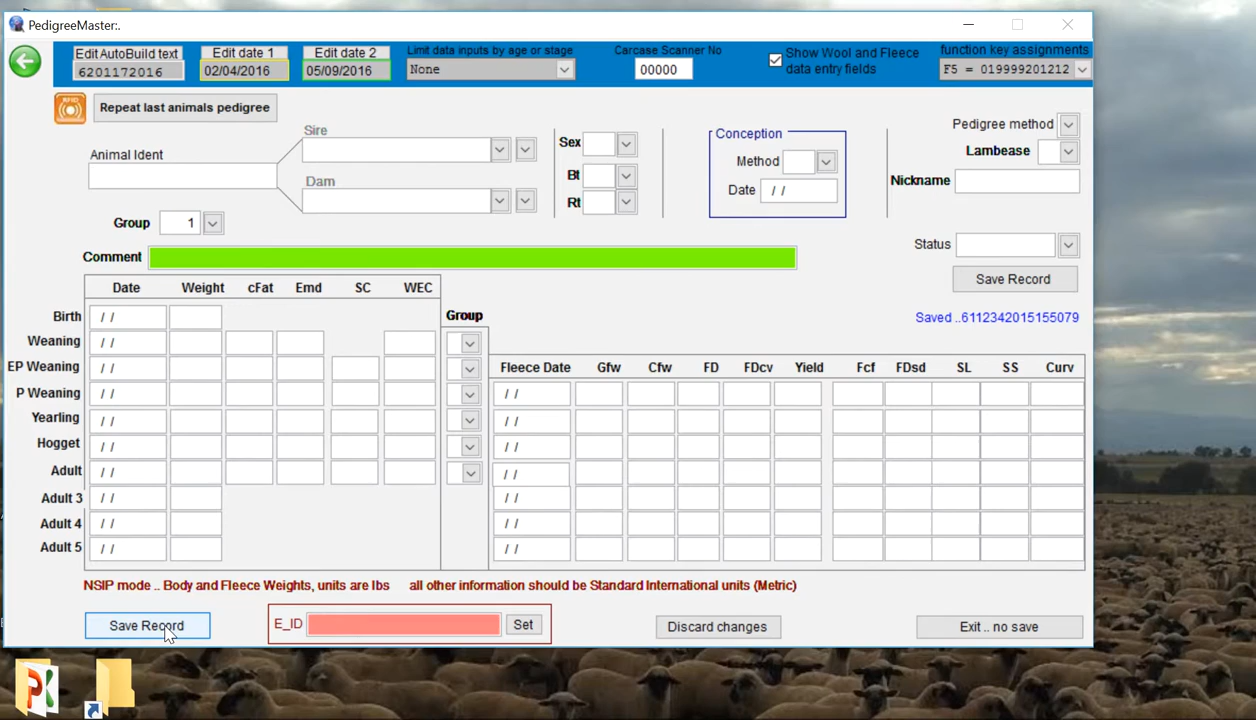 PedigreeMaster:.
Edit AutoBuild text
6201172016
Edit date 1
02/04/2016
Edit date 2
05/09/2016
Limit data inputs by age or stage
None
Carcase Scanner No
00000
Show Wool and Fleece
data entry fields
function key assignments
F5 = 019999201212
RFID
Repeat last animals pedigree
Animal Ident
Sire
Dam
Group 1
Sex
Bt
Rt
Conception
Method
Date / /
Pedigree method
Lambease
Nickname
Comment
Status
Save Record
Saved ..6112342015155079
Date Weight cFat Emd SC WEC
Group
Birth / /
Weaning / /
EP Weaning / /
P Weaning / /
Yearling / /
Hogget / /
Adult / /
Adult 3 / /
Adult 4 / /
Adult 5 / /
Fleece Date Gfw Cfw FD FDcv Yield Fcf FDsd SL SS Curv
/ /
/ /
/ /
/ /
/ /
/ /
/ /
NSIP mode .. Body and Fleece Weights, units are lbs all other information should be Standard International units (Metric)
Save Record
E_ID
Set
Discard changes
Exit .. no save